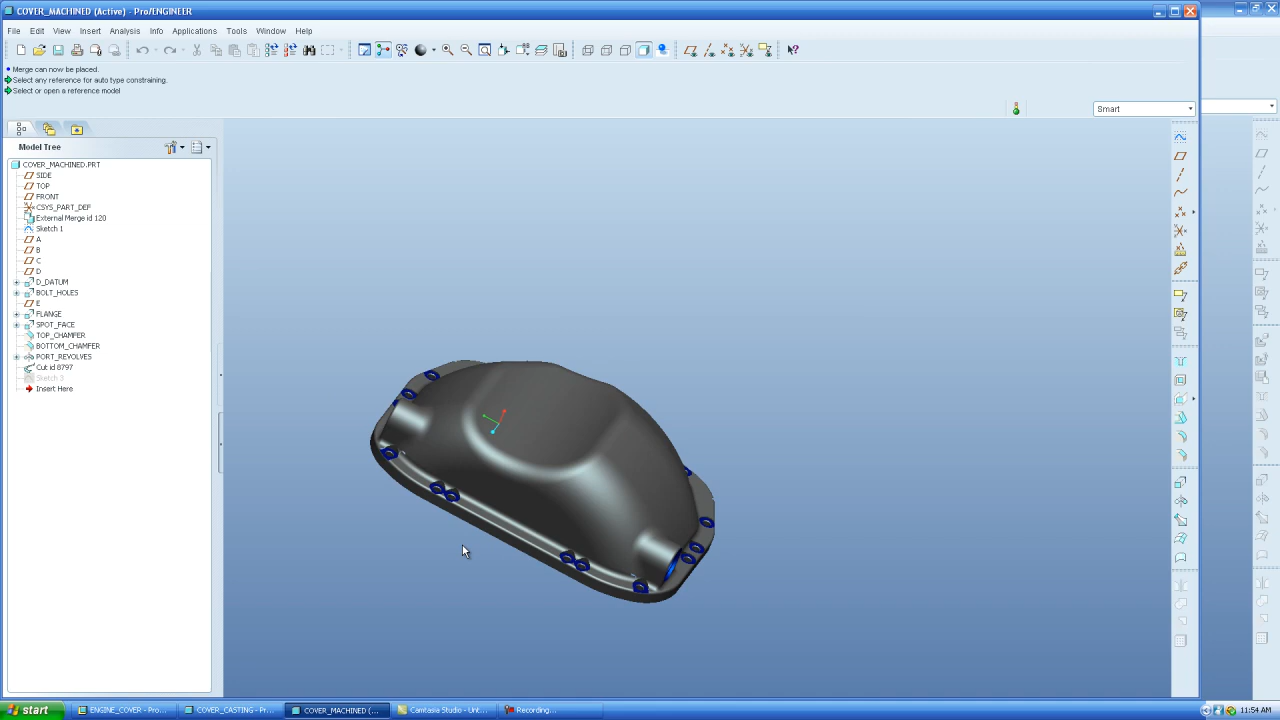 COVER_MACHINED (Active) - Pro/ENGINEER
File Edit View Insert Analysis Info Applications Tools Window Help
Merge can now be placed.
Select any reference for auto type constraining.
Select or open a reference model
Smart
Model Tree
COVER_MACHINED.PRT
SIDE
TOP
FRONT
CSYS_PART_DEF
External Merge id 120
Sketch 1
A
B
C
D
D_DATUM
BOLT_HOLES
E
FLANGE
SPOT_FACE
TOP_CHAMFER
BOTTOM_CHAMFER
PORT_REVOLVES
Cut id 8797
Sketch 3
Insert Here
start ENGINE_COVER - Pro... COVER_CASTING - Pr... COVER_MACHINED (... Camtasia Studio - Unt... Recording... 11:54 AM